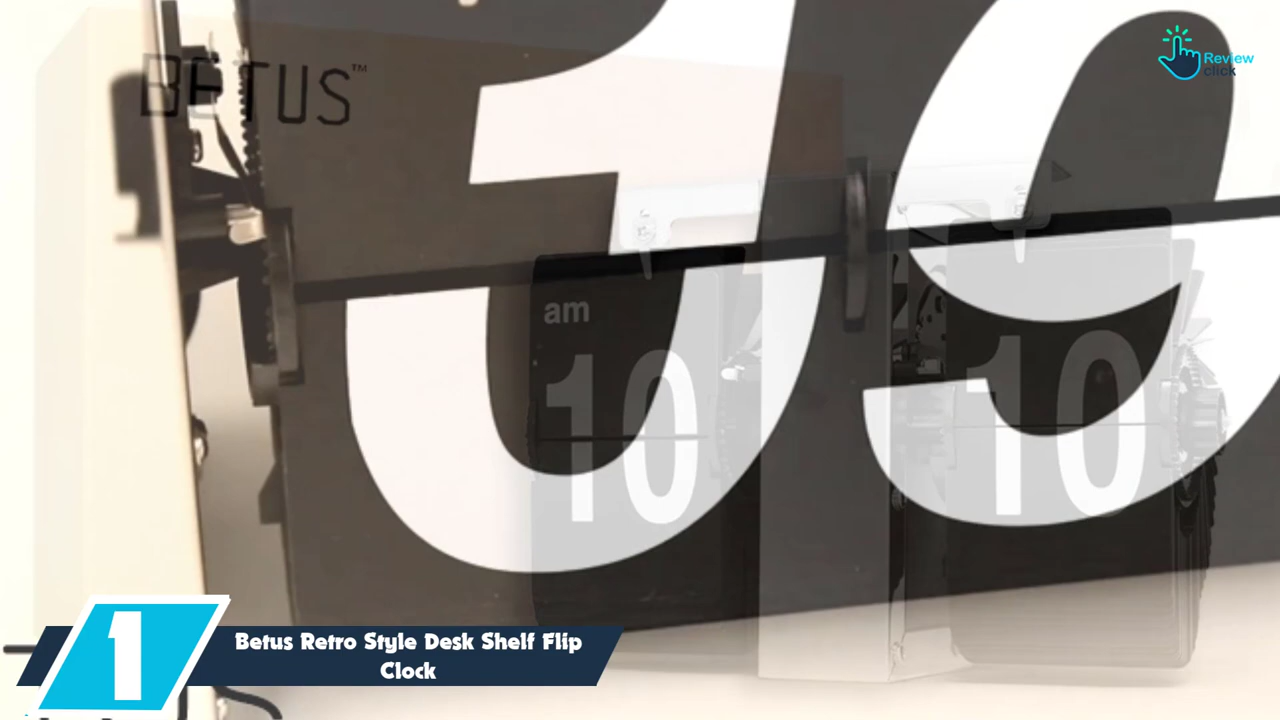 BETUS™
Review
click
am
10
10
1
Betus Retro Style Desk Shelf Flip
Clock